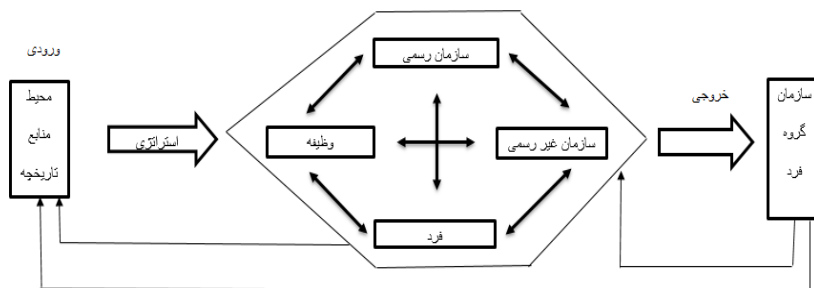 ورودی
محیط
منابع
تاریخچه
استراتژی
سازمان رسمی
وظیفه
سازمان غیر رسمی
فرد
خروجی
سازمان
گروه
فرد